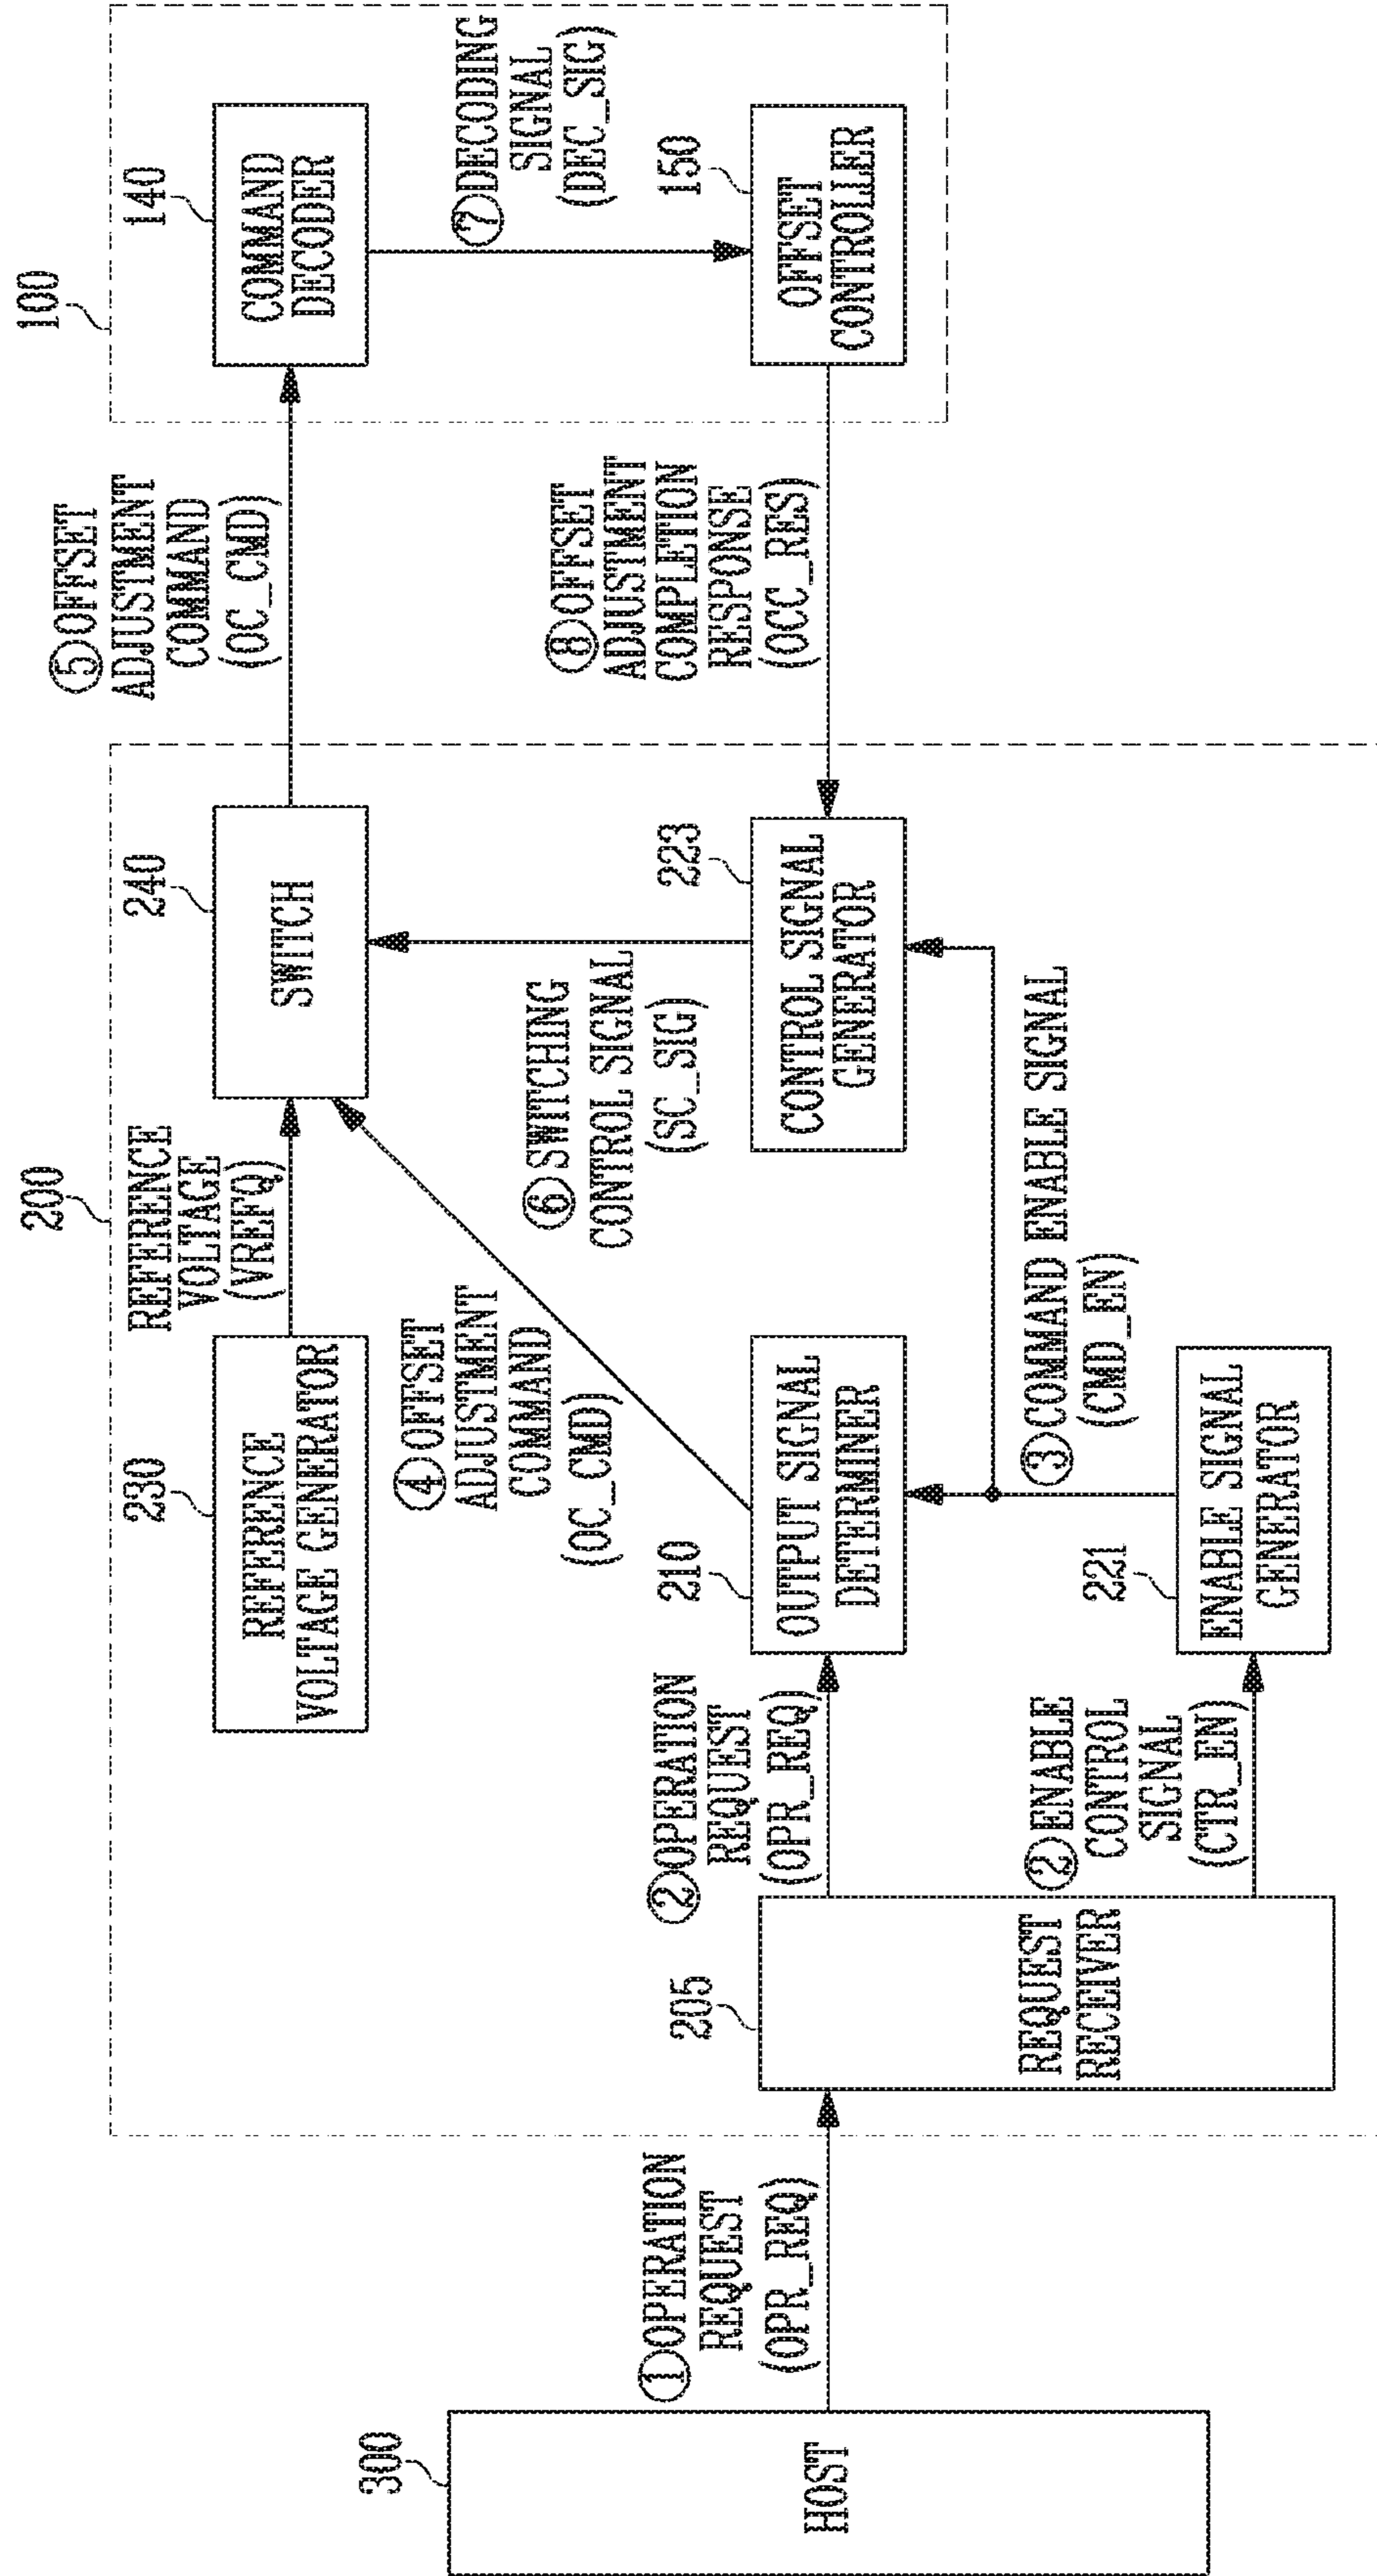 300
HOST
①OPERATION
REQUEST
(OPR_REQ)
200
205
REQUEST
RECEIVER
②OPERATION
REQUEST
(OPR_REQ)
②ENABLE
CONTROL
SIGNAL
(CTR_EN)
230
REFERENCE
VOLTAGE GENERATOR
REFERENCE
VOLTAGE
(VREFQ)
210
OUTPUT SIGNAL
DETERMINER
④OFFSET
ADJUSTMENT
COMMAND
(OC_CMD)
221
ENABLE SIGNAL
GENERATOR
③COMMAND ENABLE SIGNAL
(CMD_EN)
240
SWITCH
⑥SWITCHING
CONTROL SIGNAL
(SC_SIG)
223
CONTROL SIGNAL
GENERATOR
⑤OFFSET
ADJUSTMENT
COMMAND
(OC_CMD)
⑧OFFSET
ADJUSTMENT
COMPLETION
RESPONSE
(OCC_RES)
100
140
COMMAND
DECODER
⑦DECODING
SIGNAL
(DEC_SIG)
150
OFFSET
CONTROLLER